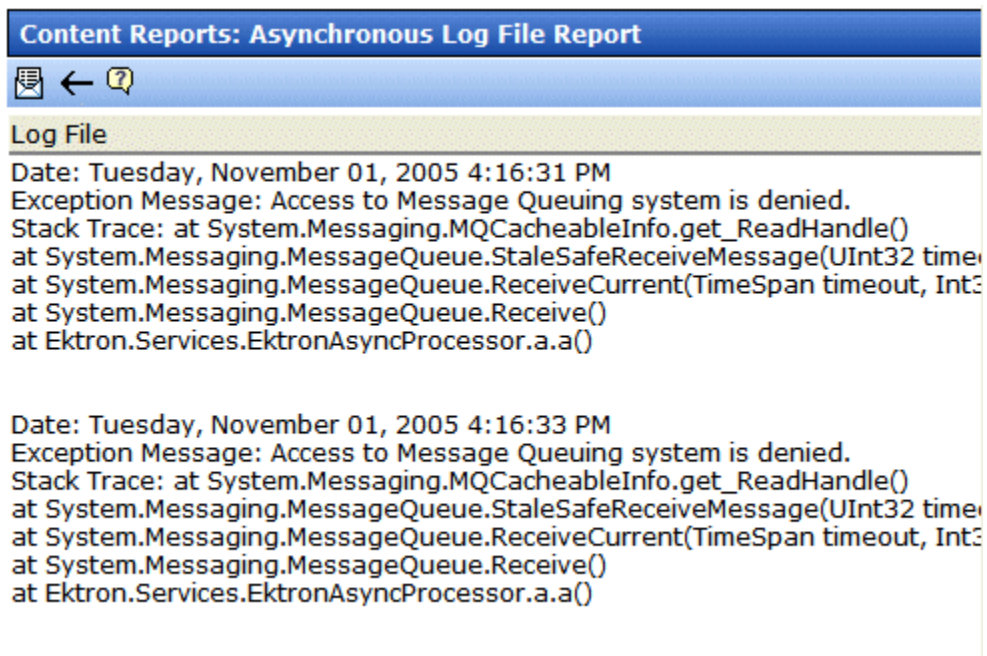 Content Reports: Asynchronous Log File Report
Log File
Date: Tuesday, November 01, 2005 4:16:31 PM
Exception Message: Access to Message Queuing system is denied.
Stack Trace: at System.Messaging.MQCacheableInfo.get_ReadHandle()
at System.Messaging.MessageQueue.StaleSafeReceiveMessage(UInt32
at System.Messaging.MessageQueue.ReceiveCurrent(TimeSpan timeout,
at System.Messaging.MessageQueue.Receive()
at Ektron.Services.EktronAsyncProcessor.a.a()
Date: Tuesday, November 01, 2005 4:16:33 PM
Exception Message: Access to Message Queuing system is denied.
Stack Trace: at System.Messaging.MQCacheableInfo.get_ReadHandle()
at System.Messaging.MessageQueue.StaleSafeReceiveMessage(UInt32
at System.Messaging.MessageQueue.ReceiveCurrent(TimeSpan timeout,
at System.Messaging.MessageQueue.Receive()
at Ektron.Services.EktronAsyncProcessor.a.a()